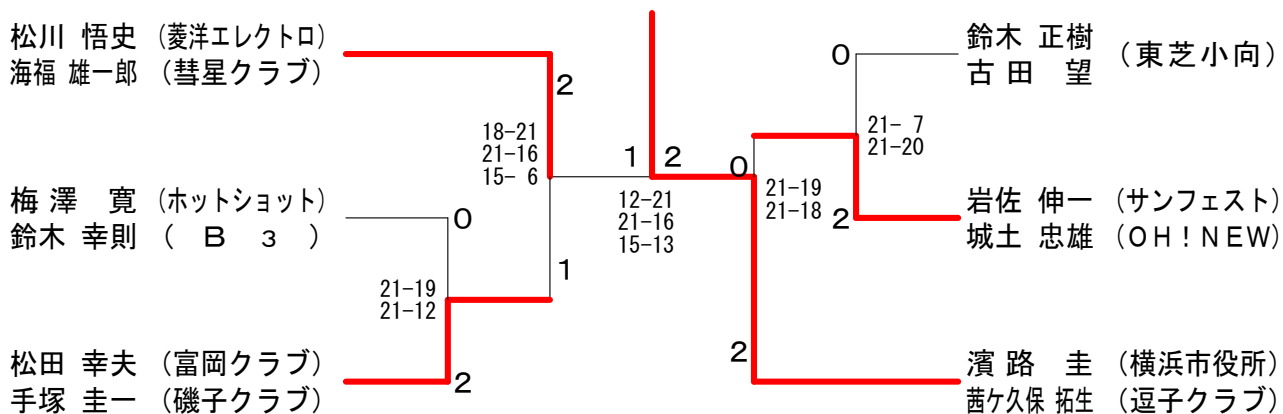 松川 悟史 (菱洋エレクトロ)
海福 雄一郎 (彗星クラブ)
2
18-21
21-16
15- 6
梅澤 寛 (ホットショット)
鈴木 幸則 ( B 3 )
0
1
21-19
21-12
松田 幸夫 (富岡クラブ)
手塚 圭一 (磯子クラブ)
2
1
2
12-21
21-16
15-13
鈴木 正樹
古田 望
(東芝小向)
0
21- 7
21-20
0
21-19
21-18
岩佐 伸一 (サンフェスト)
城土 忠雄 (OH!NEW)
2
濱路 圭 (横浜市役所)
茜ケ久保 拓生 (逗子クラブ)
2